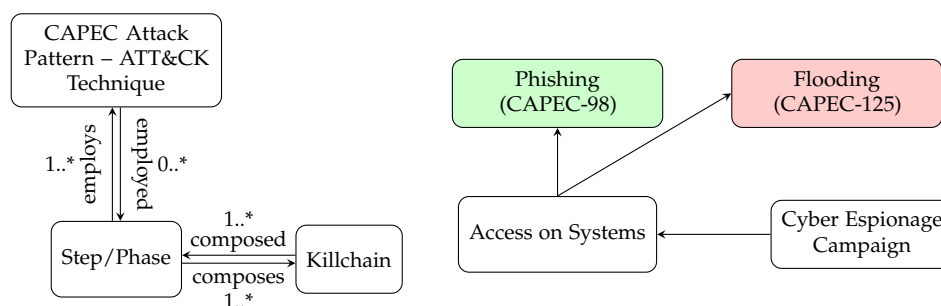 CAPEC Attack
Pattern – ATT&CK
Technique
1..*
employs
employed
0..*
Step/Phase
1..*
composed
composes
1..*
Killchain
Phishing
(CAPEC-98)
Flooding
(CAPEC-125)
Access on Systems
Cyber Espionage
Campaign